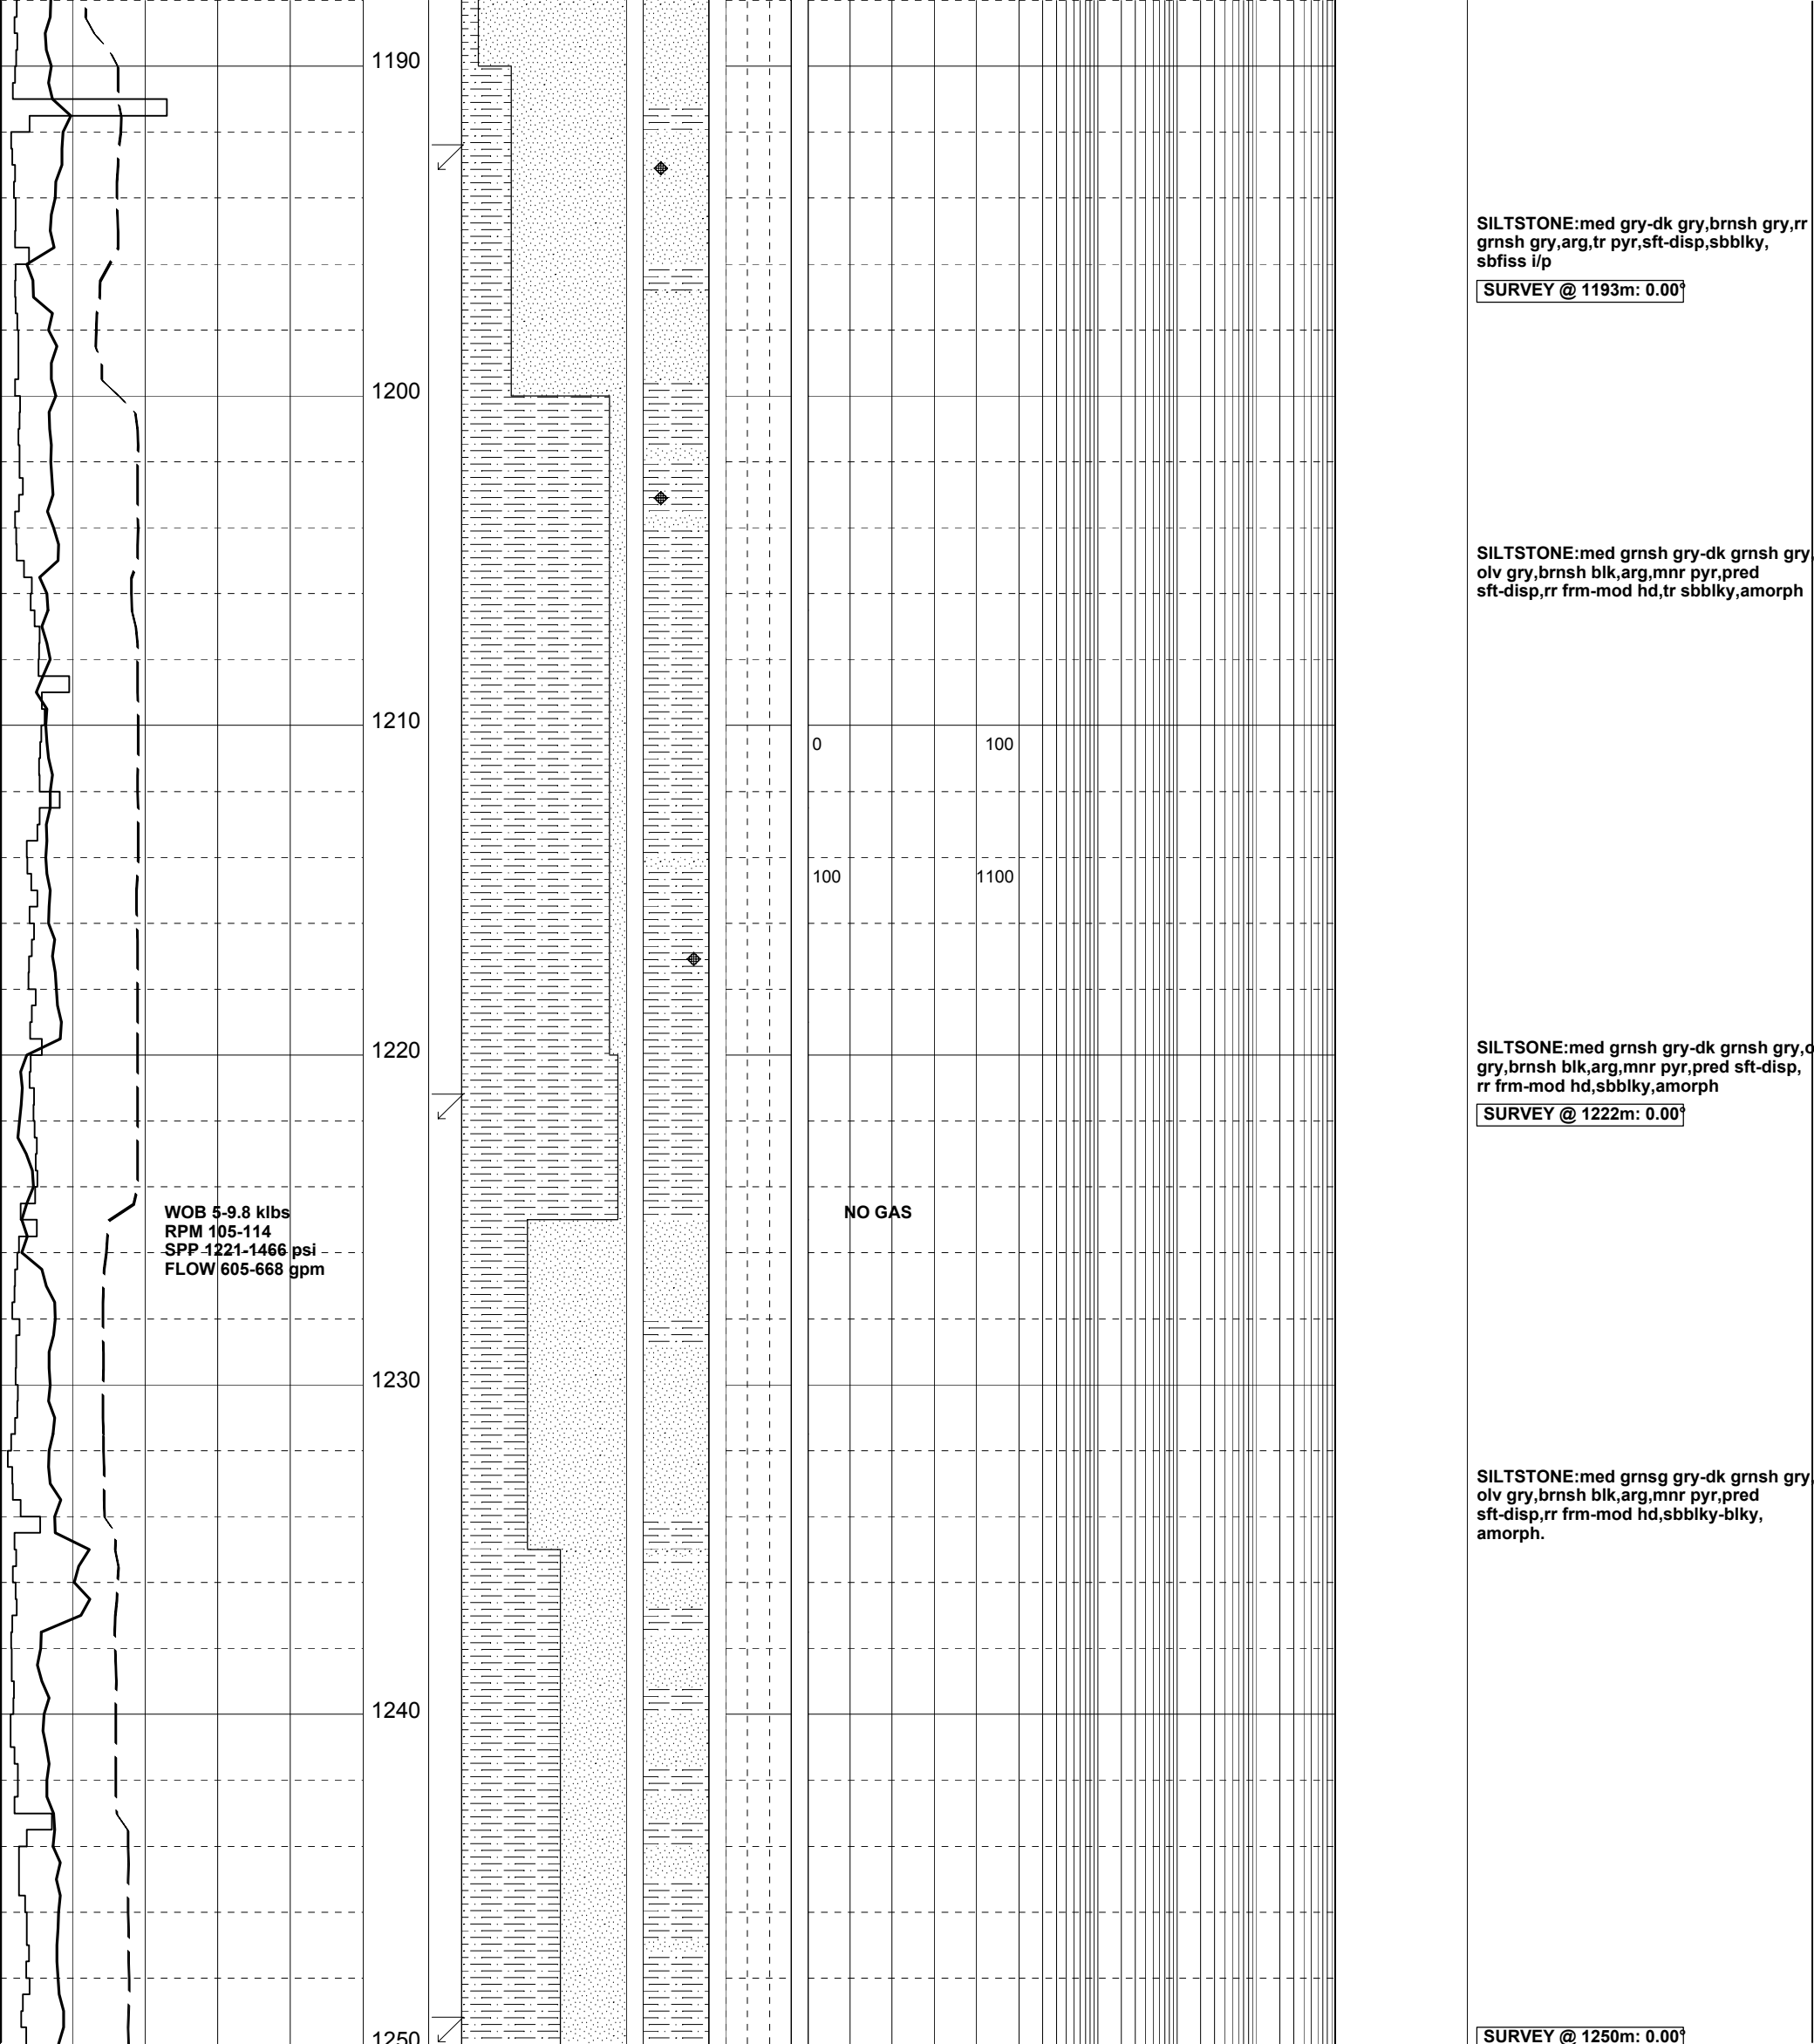 1190
SILTSTONE:med gry-dk gry,brnsh gry,rr
grnsh gry,arg,tr pyr,sft-disp,sbblky,
sbfiss i/p
SURVEY @ 1193m: 0.00°
1200
SILTSTONE:med grnsh gry-dk grnsh gry,
olv gry,brnsh blk,arg,mnr pyr,pred
sft-disp,rr frm-mod hd,tr sbblky,amorph
1210
0 100
100 1100
1220
SILTSONE:med grnsh gry-dk grnsh gry,o
gry,brnsh blk,arg,mnr pyr,pred sft-disp,
rr frm-mod hd,sbblky,amorph
SURVEY @ 1222m: 0.00°
WOB 5-9.8 klbs
RPM 105-114
SPP 1221-1466 psi
FLOW 605-668 gpm
NO GAS
1230
SILTSTONE:med grnsg gry-dk grnsh gry,
olv gry,brnsh blk,arg,mnr pyr,pred
sft-disp,rr frm-mod hd,sbblky-blky,
amorph.
1240
1250
SURVEY @ 1250m: 0.00°